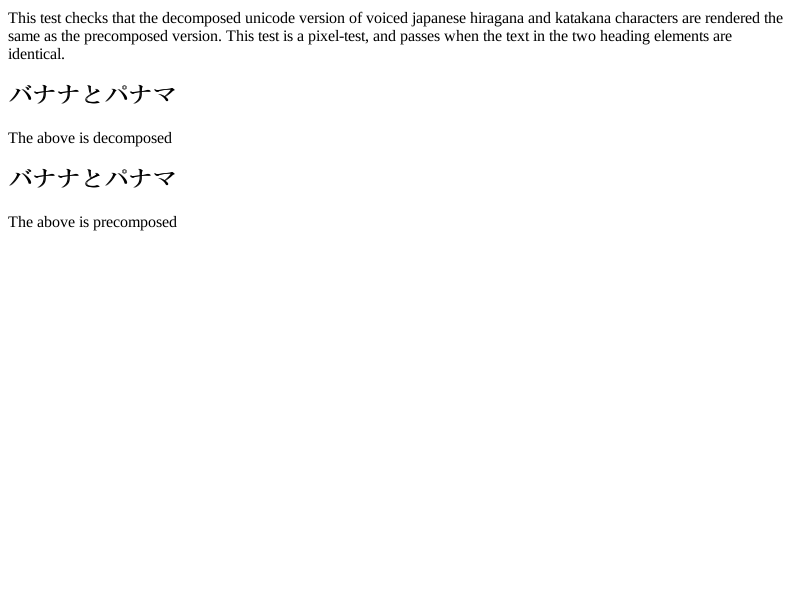 This test checks that the decomposed unicode version of voiced japanese hiragana and katakana characters are rendered the
same as the precomposed version. This test is a pixel-test, and passes when the text in the two heading elements are
identical.
バナナとパナマ
The above is decomposed
バナナとパナマ
The above is precomposed